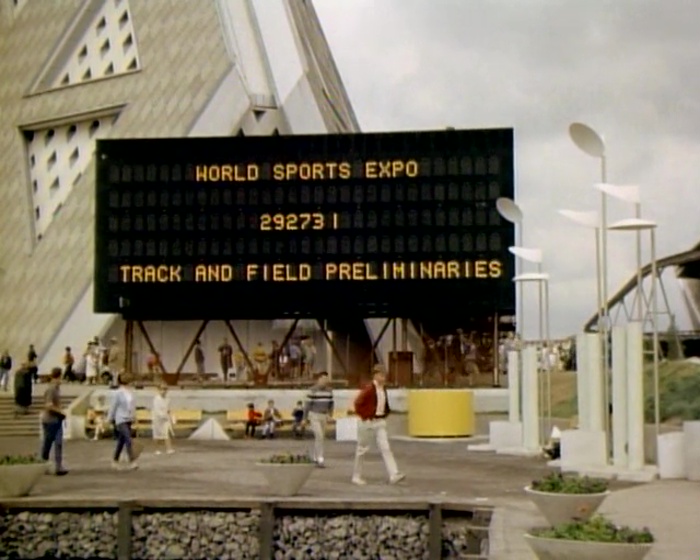 WORLD SPORTS EXPO
292731
TRACK AND FIELD PRELIMINARIES